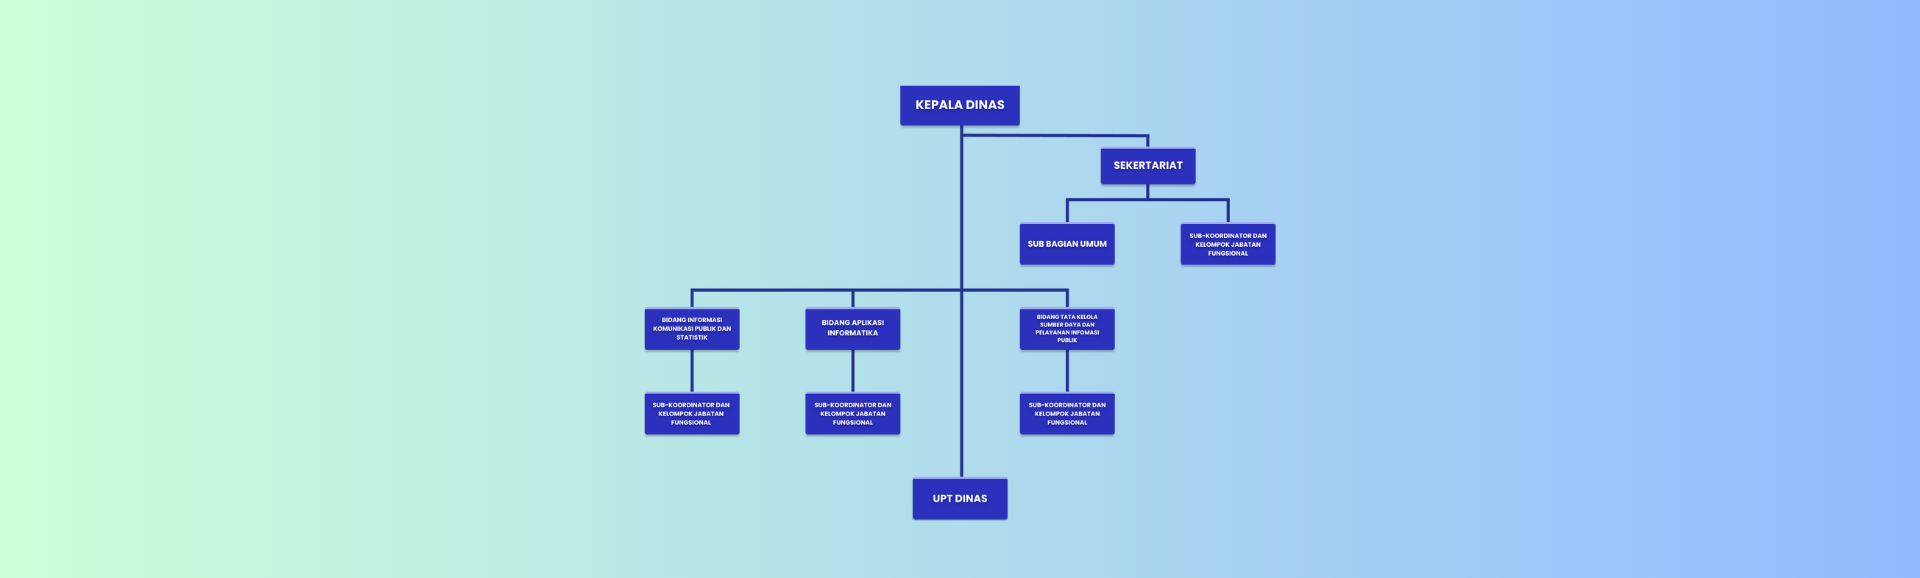 KEPALA DINAS
SEKERTARIAT
SUB BAGIAN UMUM
SUB-KOORDINATOR DAN
KELOMPOK JABATAN
FUNGSIONAL
BIDANG INFORMASI
KOMUNIKASI PUBLIK DAN
STATISTIK
BIDANG APLIKASI
INFORMATIKA
BIDANG TATA KELOLA
SUMBER DAYA DAN
PELAYANAN INFOMASI
PUBLIK
SUB-KOORDINATOR DAN
KELOMPOK JABATAN
FUNGSIONAL
SUB-KOORDINATOR DAN
KELOMPOK JABATAN
FUNGSIONAL
SUB-KOORDINATOR DAN
KELOMPOK JABATAN
FUNGSIONAL
UPT DINAS